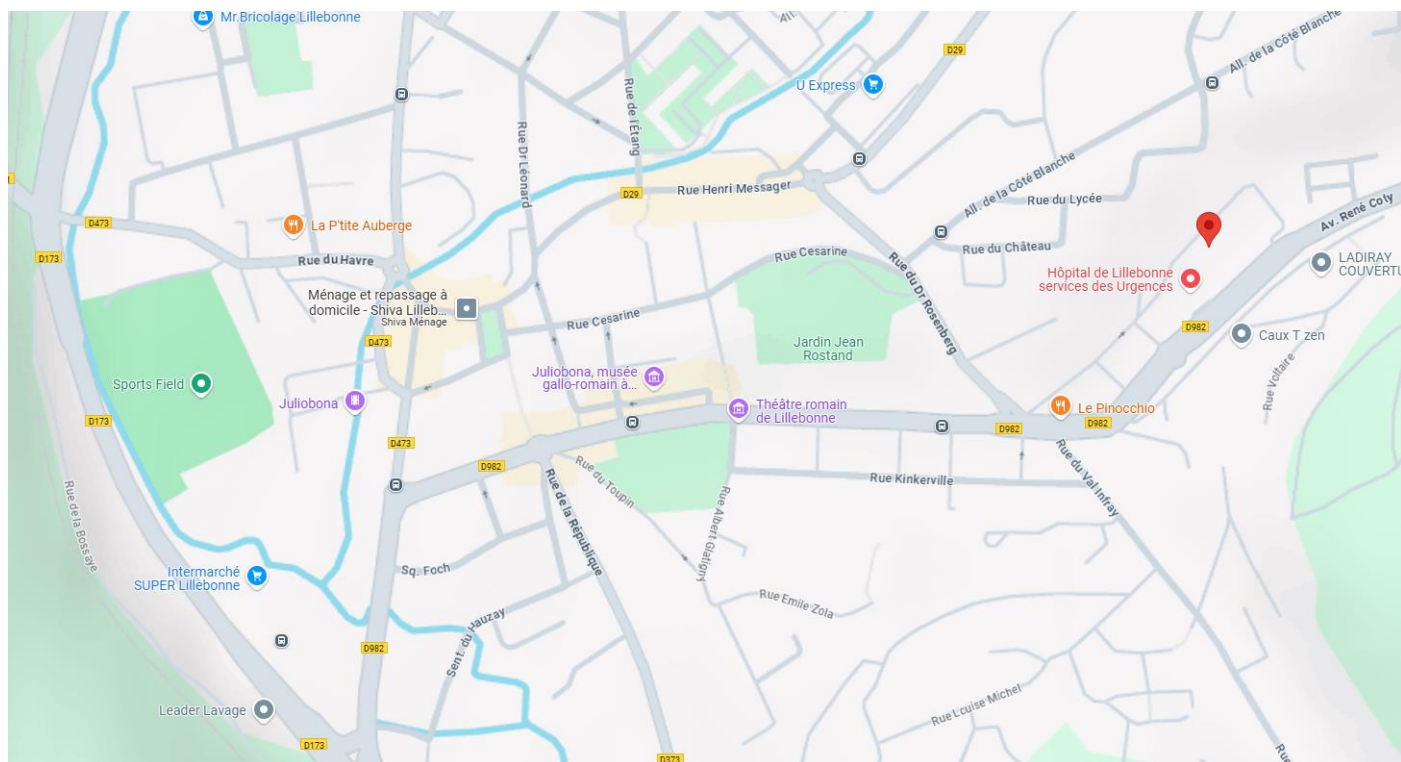 Mr.Bricolage Lillebonne
All. de la Côté Blanche
D29
U Express
Rue de l'Étang
Rue Dr Léonard
Rue Henri Messager
D29
All. de la Côté Blanche
Rue du Lycée
Rue du Château
Av. René Coty
La P'tite Auberge
D473
Rue du Havre
D173
Rue Cesarine
Rue du Dr Rosenberg
Hôpital de Lillebonne
services des Urgences
LADIRAY
COUVERTU
Ménage et repassage à
domicile - Shiva Lilleb...
Shiva Ménage
Rue Cesarine
D473
D982
Caux T zen
Jardin Jean
Rostand
Sports Field
Juliobona, musée
gallo-romain à...
Juliobona
Rue Voltaire
Théâtre romain
de Lillebonne
Le Pinocchio
D173
D982
D982
D473
D982
Rue du Toupin
Rue Kinkerville
Rue du Val Infray
Rue de la Bossaye
Rue de la République
Rue Albert Glatigny
Intermarché
SUPER Lillebonne
Sq. Foch
Rue Emile Zola
Sent. du Hauzay
D982
Leader Lavage
Rue Louise Michel
D173
D373